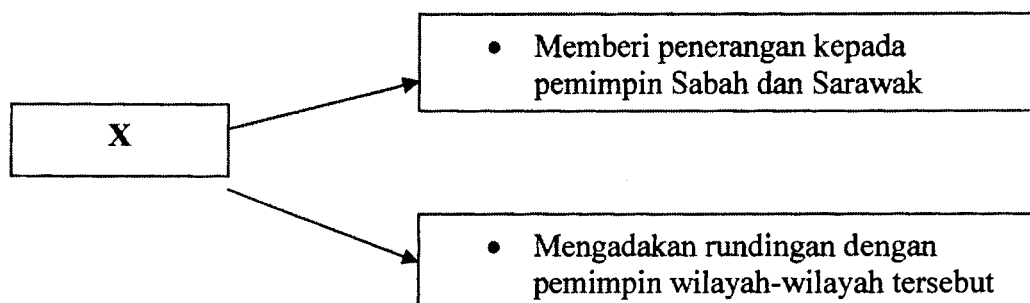 • Memberi penerangan kepada
pemimpin Sabah dan Sarawak
X
• Mengadakan rundingan dengan
pemimpin wilayah-wilayah tersebut